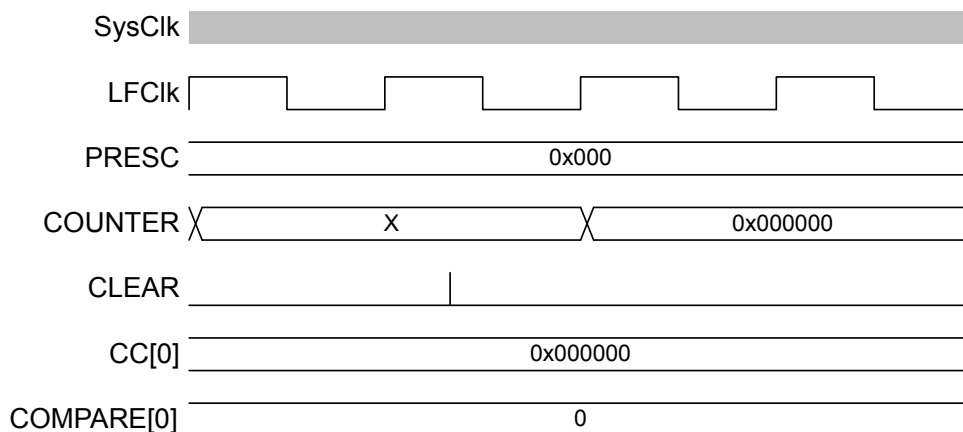 SysClk
LFClk
PRESC 0x000
COUNTER X 0x000000
CLEAR
CC[0] 0x000000
COMPARE[0] 0